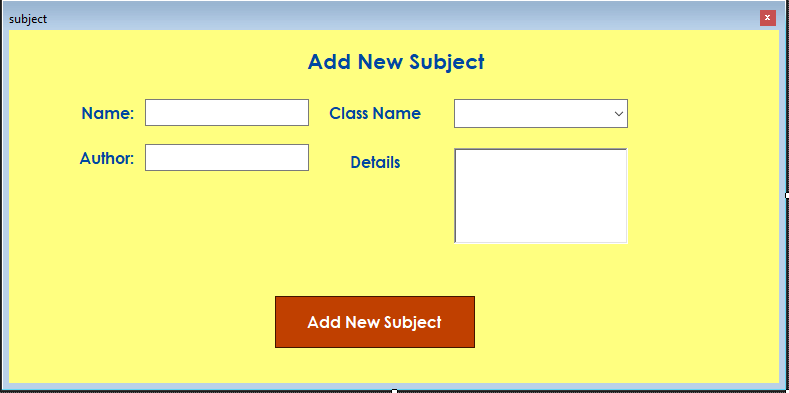 subject
x
Add New Subject
Name:
Class Name
Author:
Details
Add New Subject